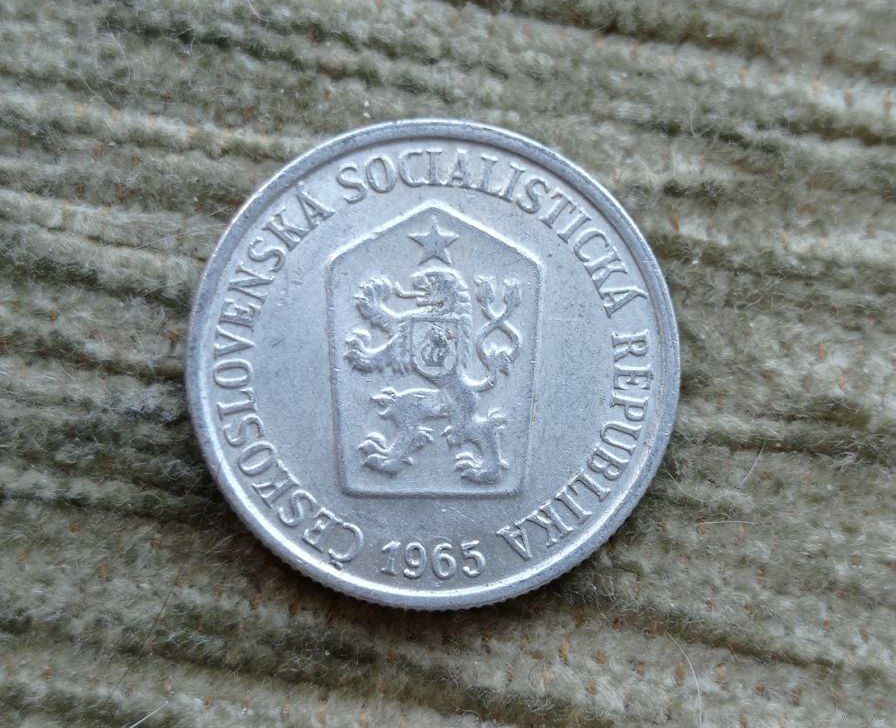 ČESKOSLOVENSKÁ SOCIALISTICKÁ REPUBLIKA
1965